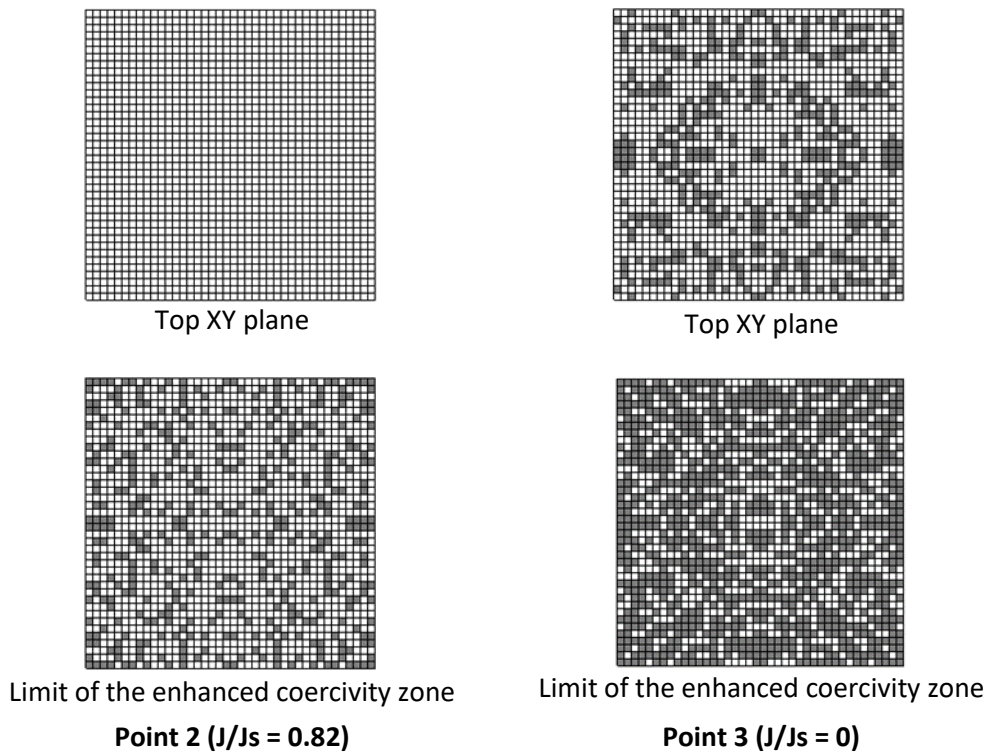 Top XY plane
Top XY plane
Limit of the enhanced coercivity zone
Limit of the enhanced coercivity zone
Point 2 (J/Js = 0.82)
Point 3 (J/Js = 0)